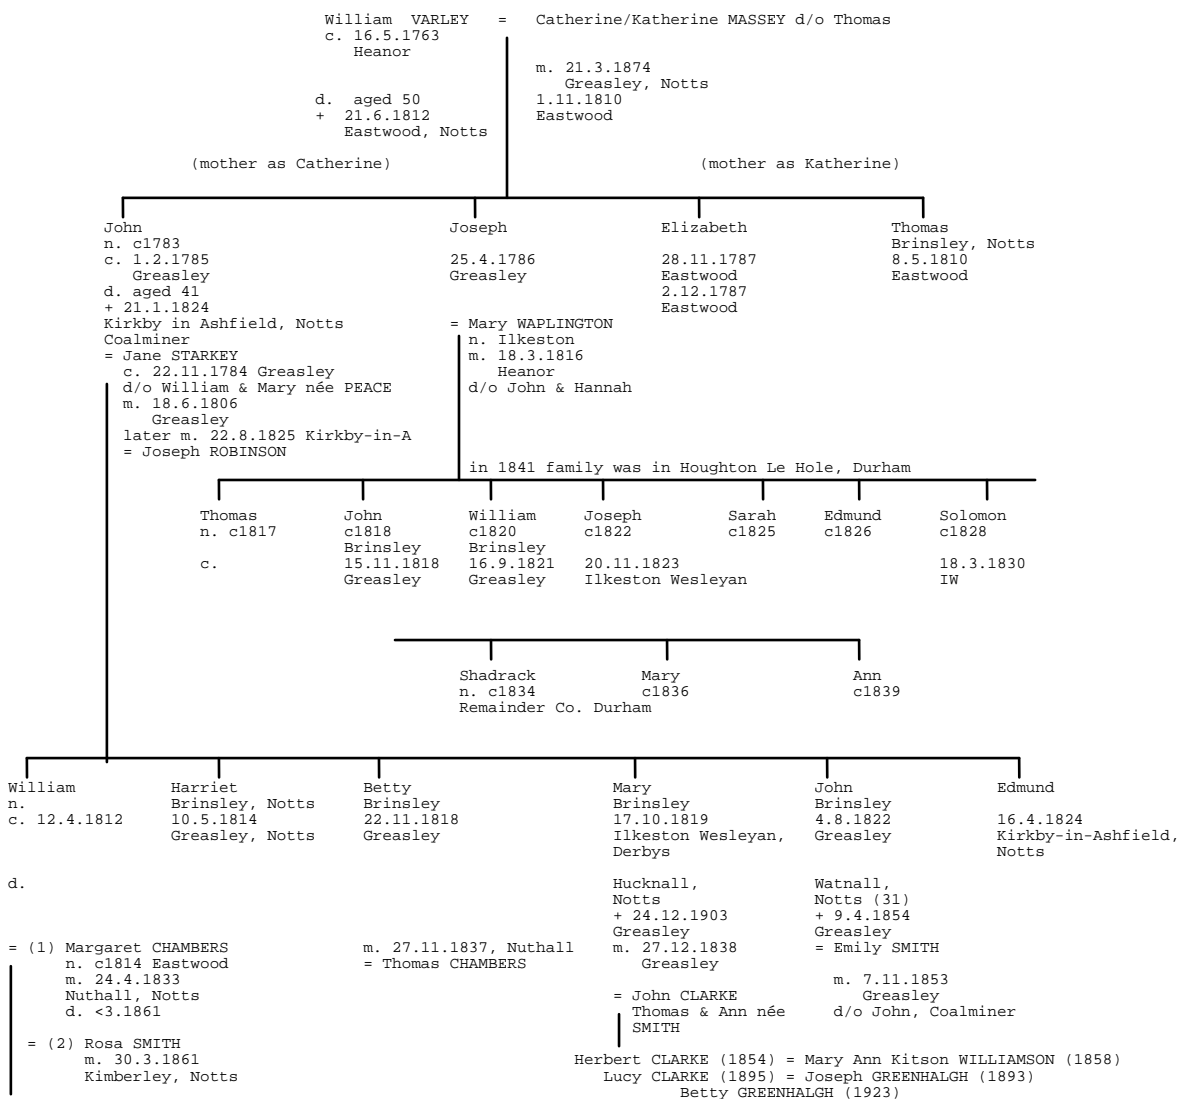 William VARLEY = Catherine/Katherine MASSEY d/o Thomas
c. 16.5.1763
Heanor
m. 21.3.1874
Greasley, Notts
d. aged 50 1.11.1810
+ 21.6.1812 Eastwood
Eastwood, Notts
(mother as Catherine) (mother as Katherine)
John Joseph Elizabeth Thomas
n. c1783 Brinsley, Notts
c. 1.2.1785 25.4.1786 28.11.1787 8.5.1810
Greasley Greasley Eastwood Eastwood
d. aged 41 2.12.1787
+ 21.1.1824 Eastwood
Kirkby in Ashfield, Notts = Mary WAPLINGTON
Coalminer n. Ilkeston
= Jane STARKEY m. 18.3.1816
c. 22.11.1784 Greasley Heanor
d/o William & Mary née PEACE d/o John & Hannah
m. 18.6.1806
Greasley
later m. 22.8.1825 Kirkby-in-A
= Joseph ROBINSON
in 1841 family was in Houghton Le Hole, Durham
Thomas John William Joseph Sarah Edmund Solomon
n. c1817 c1818 c1820 c1822 c1825 c1826 c1828
Brinsley Brinsley
c. 15.11.1818 16.9.1821 20.11.1823 18.3.1830
Greasley Greasley Ilkeston Wesleyan IW
Shadrack Mary Ann
n. c1834 c1836 c1839
Remainder Co. Durham
William Harriet Betty Mary John Edmund
n. Brinsley, Notts Brinsley Brinsley Brinsley
c. 12.4.1812 10.5.1814 22.11.1818 17.10.1819 4.8.1822 16.4.1824
Greasley, Notts Greasley Ilkeston Wesleyan, Greasley Kirkby-in-Ashfield,
Derbys Notts
d. Hucknall, Watnall,
Notts Notts (31)
+ 24.12.1903 + 9.4.1854
Greasley Greasley
= (1) Margaret CHAMBERS m. 27.11.1837, Nuthall m. 27.12.1838 = Emily SMITH
n. c1814 Eastwood = Thomas CHAMBERS Greasley
m. 24.4.1833 m. 7.11.1853
Nuthall, Notts = John CLARKE Greasley
d. <3.1861 Thomas & Ann née d/o John, Coalminer
SMITH
= (2) Rosa SMITH
m. 30.3.1861 Herbert CLARKE (1854) = Mary Ann Kitson WILLIAMSON (1858)
Kimberley, Notts Lucy CLARKE (1895) = Joseph GREENHALGH (1893)
Betty GREENHALGH (1923)